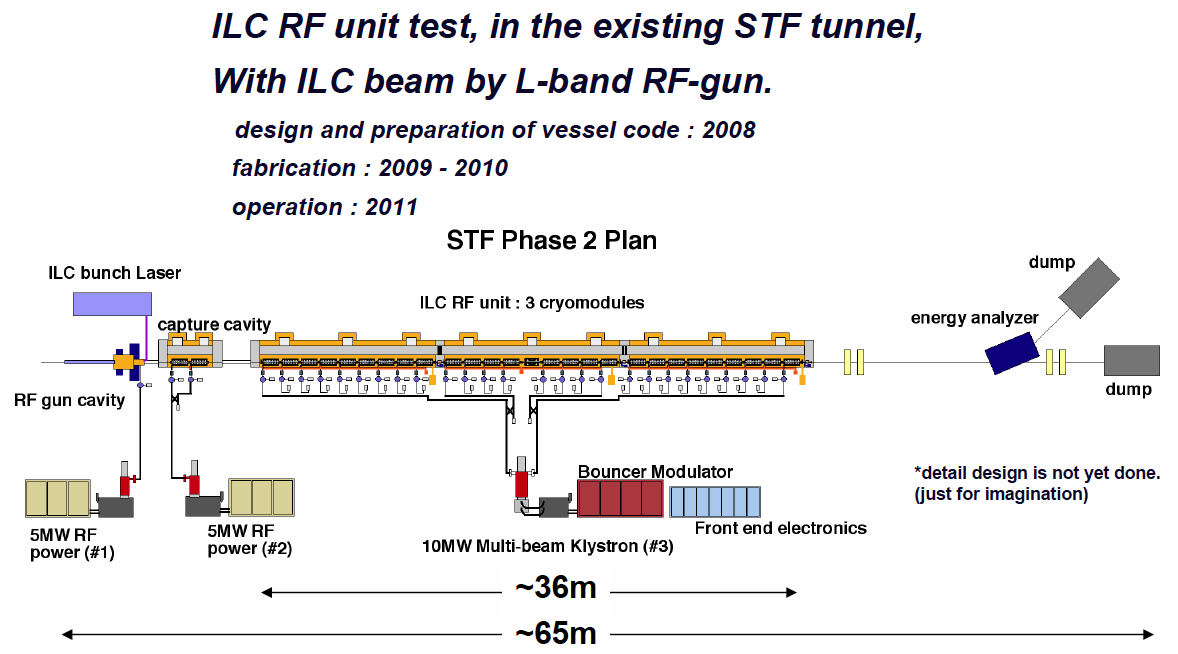 ILC RF unit test, in the existing STF tunnel,
With ILC beam by L-band RF-gun.
design and preparation of vessel code : 2008
fabrication : 2009 - 2010
operation : 2011
STF Phase 2 Plan
ILC bunch Laser
capture cavity
ILC RF unit : 3 cryomodules
dump
energy analyzer
RF gun cavity
dump
Bouncer Modulator
*detail design is not yet done.
(just for imagination)
5MW RF
power (#1)
5MW RF
power (#2)
10MW Multi-beam Klystron (#3)
Front end electronics
~36m
~65m